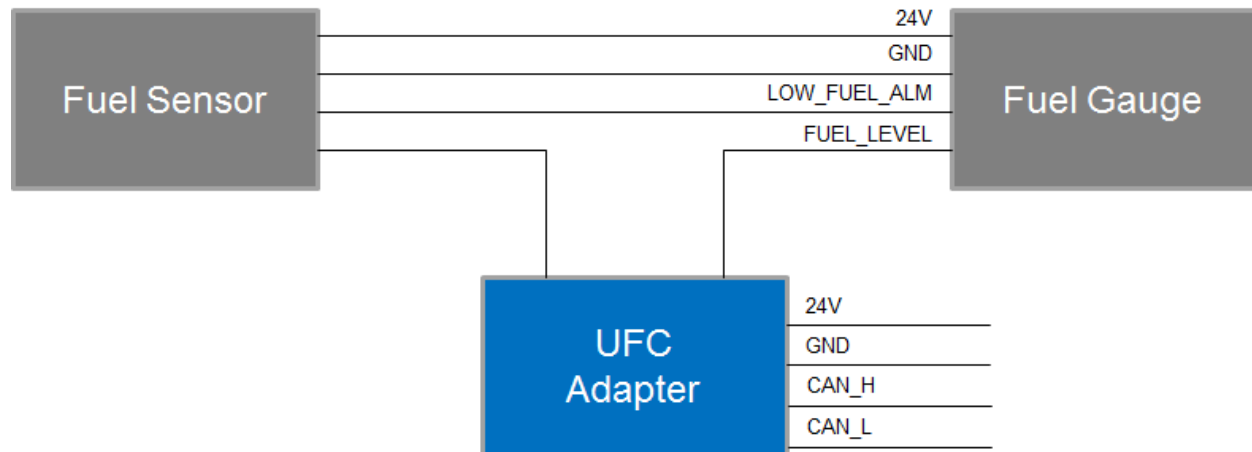 24V
GND
Fuel Sensor
LOW_FUEL_ALM
Fuel Gauge
FUEL_LEVEL
UFC
Adapter
24V
GND
CAN_H
CAN_L